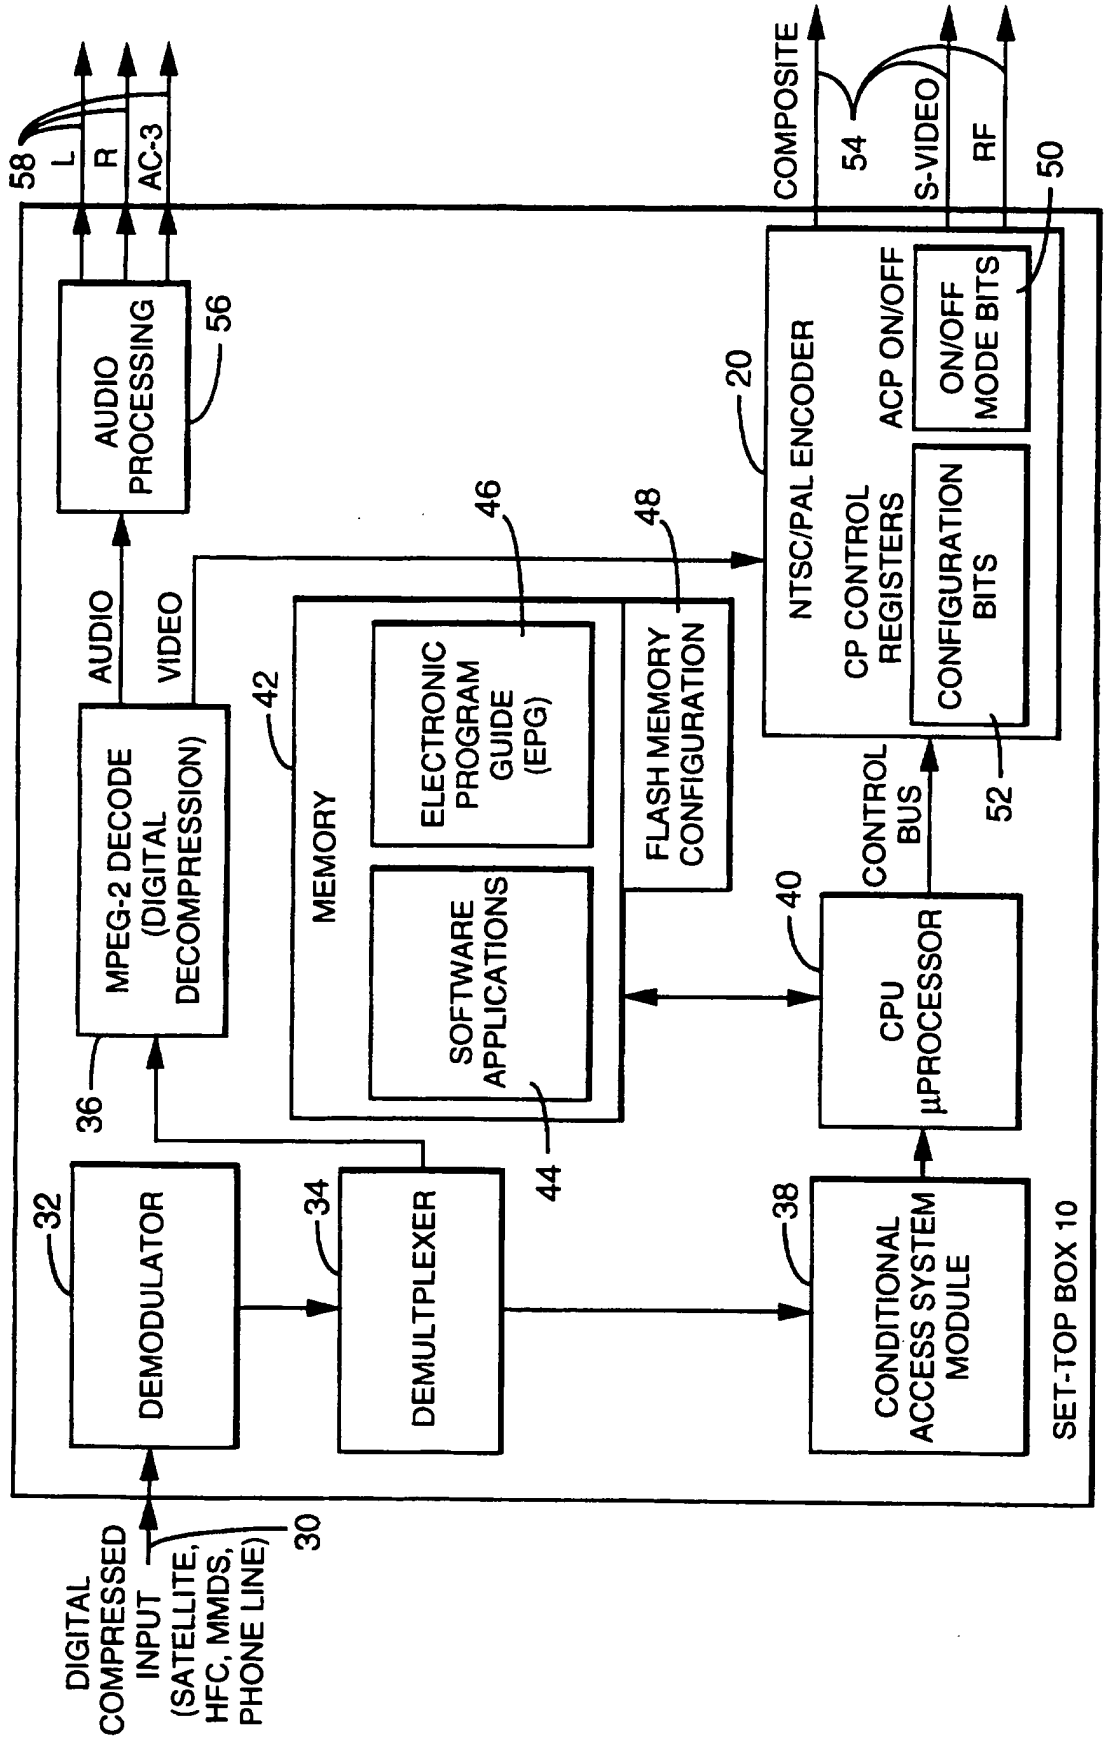 DIGITAL
COMPRESSED
INPUT
(SATELLITE,
HFC, MMDS,
PHONE LINE)
30
32
DEMODULATOR
34
DEMULTPLEXER
38
CONDITIONAL
ACCESS SYSTEM
MODULE
SET-TOP BOX 10
36
MPEG-2 DECODE
(DIGITAL
DECOMPRESSION)
AUDIO
VIDEO
42
MEMORY
SOFTWARE
APPLICATIONS
44
ELECTRONIC
PROGRAM
GUIDE
(EPG)
46
FLASH MEMORY
CONFIGURATION
48
40
CPU
µPROCESSOR
CONTROL
BUS
AUDIO
PROCESSING
56
58
L
R
AC-3
20
NTSC/PAL ENCODER
CP CONTROL
REGISTERS
ACP ON/OFF
CONFIGURATION
BITS
52
ON/OFF
MODE BITS
50
COMPOSITE
54
S-VIDEO
RF